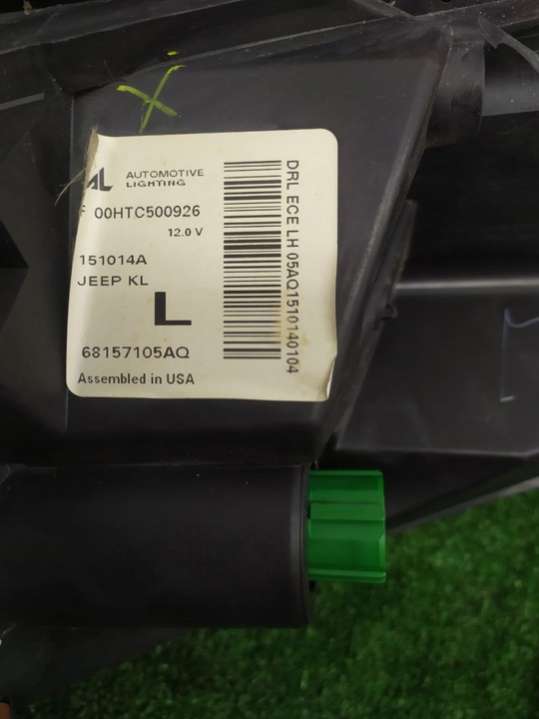 AL AUTOMOTIVE
LIGHTING
F 00HTC500926
12.0 V
151014A
JEEP KL
L
68157105AQ
Assembled in USA
DRL ECE LH 05AQ1510140104